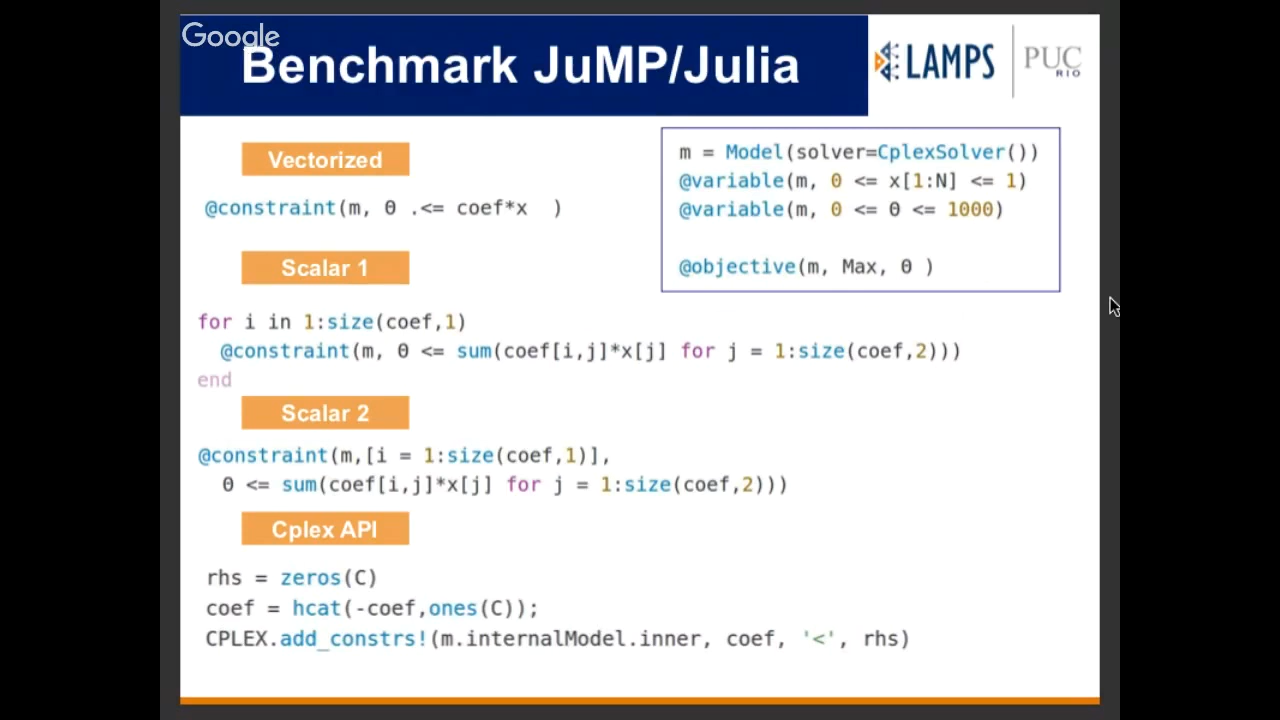 Google
Benchmark JuMP/Julia
LAMPS
PUC
RIO
Vectorized
@constraint(m, θ .<= coef*x )
m = Model(solver=CplexSolver())
@variable(m, 0 <= x[1:N] <= 1)
@variable(m, 0 <= θ <= 1000)
@objective(m, Max, θ )
Scalar 1
for i in 1:size(coef,1)
@constraint(m, θ <= sum(coef[i,j]*x[j] for j = 1:size(coef,2)))
end
Scalar 2
@constraint(m,[i = 1:size(coef,1)],
θ <= sum(coef[i,j]*x[j] for j = 1:size(coef,2)))
Cplex API
rhs = zeros(C)
coef = hcat(-coef,ones(C));
CPLEX.add_constrs!(m.internalModel.inner, coef, '<', rhs)